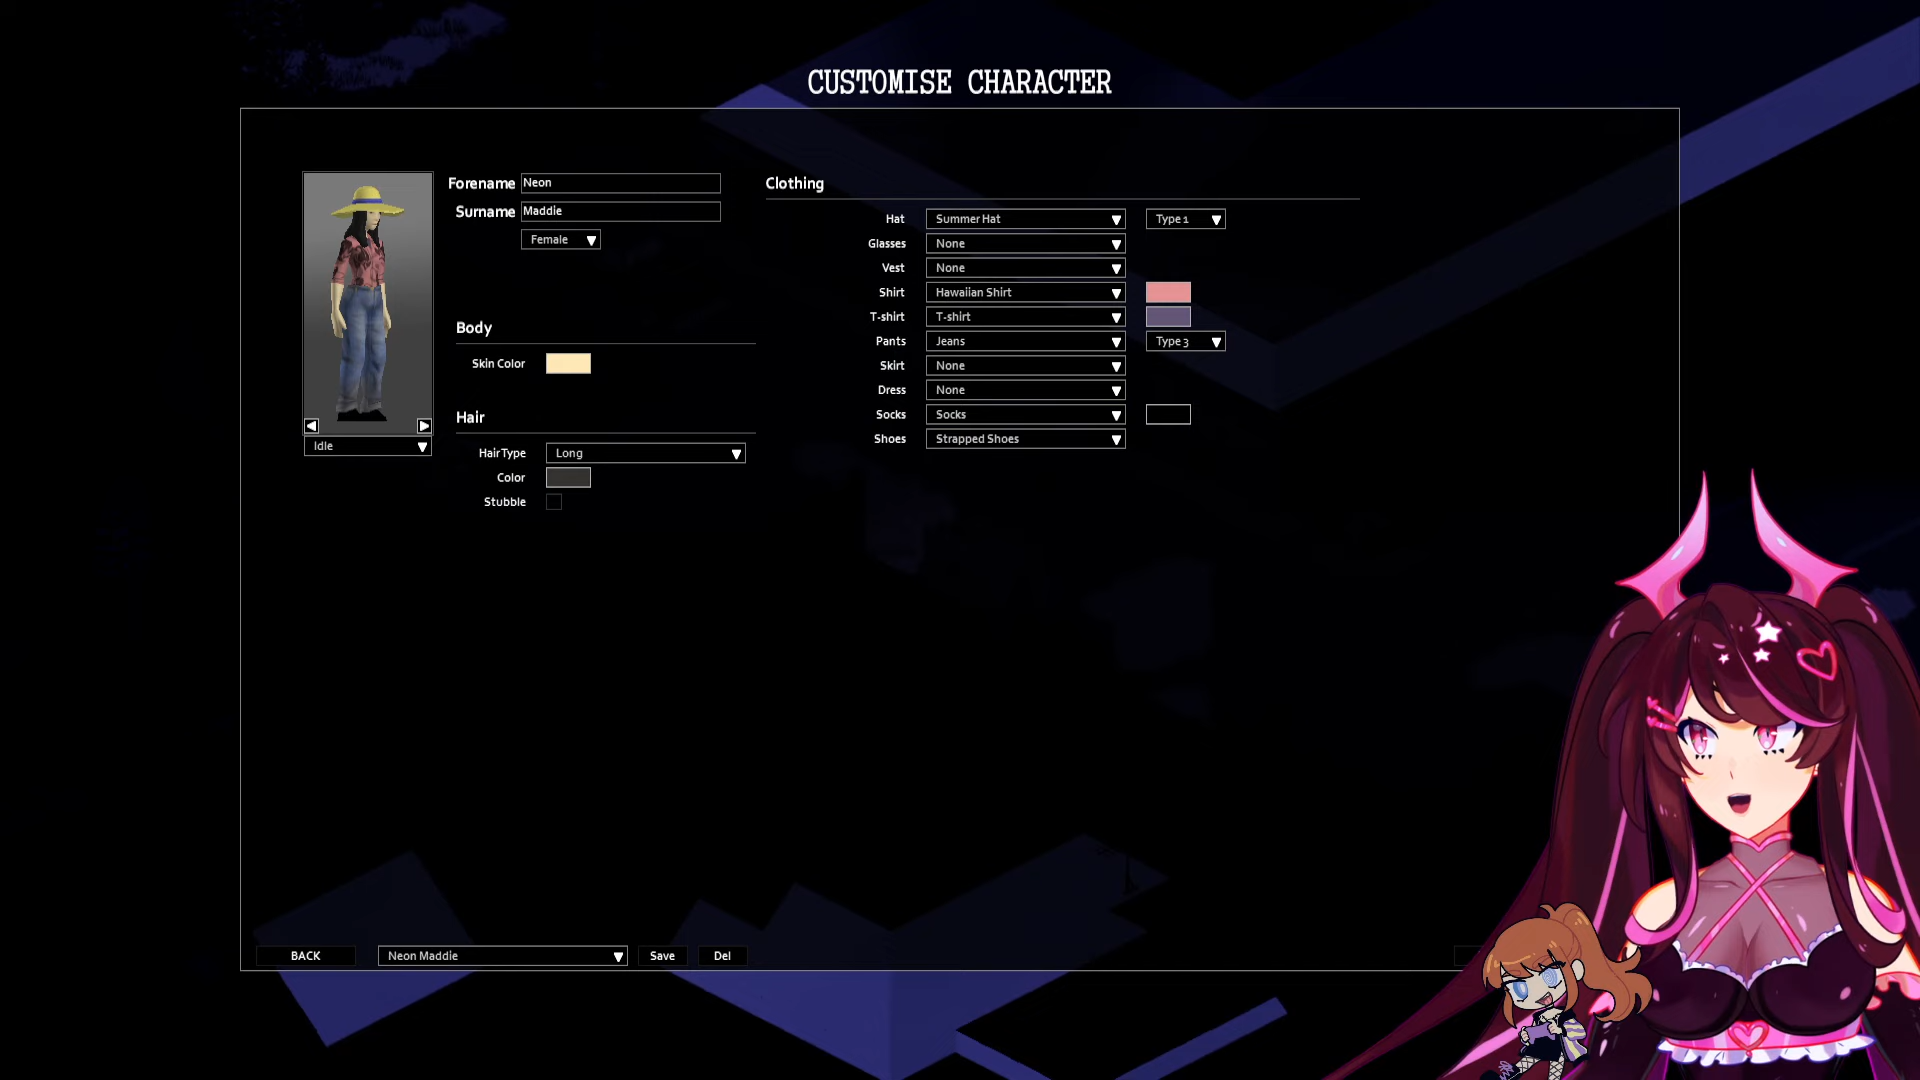 CUSTOMISE CHARACTER
Forename Neon
Surname Maddie
Female
Idle
Body
Skin Color
Hair
Hair Type Long
Color
Stubble
Clothing
Hat Summer Hat Type 1
Glasses None
Vest None
Shirt Hawaiian Shirt
T-shirt T-shirt
Pants Jeans Type 3
Skirt None
Dress None
Socks Socks
Shoes Strapped Shoes
BACK Neon Maddie Save Del